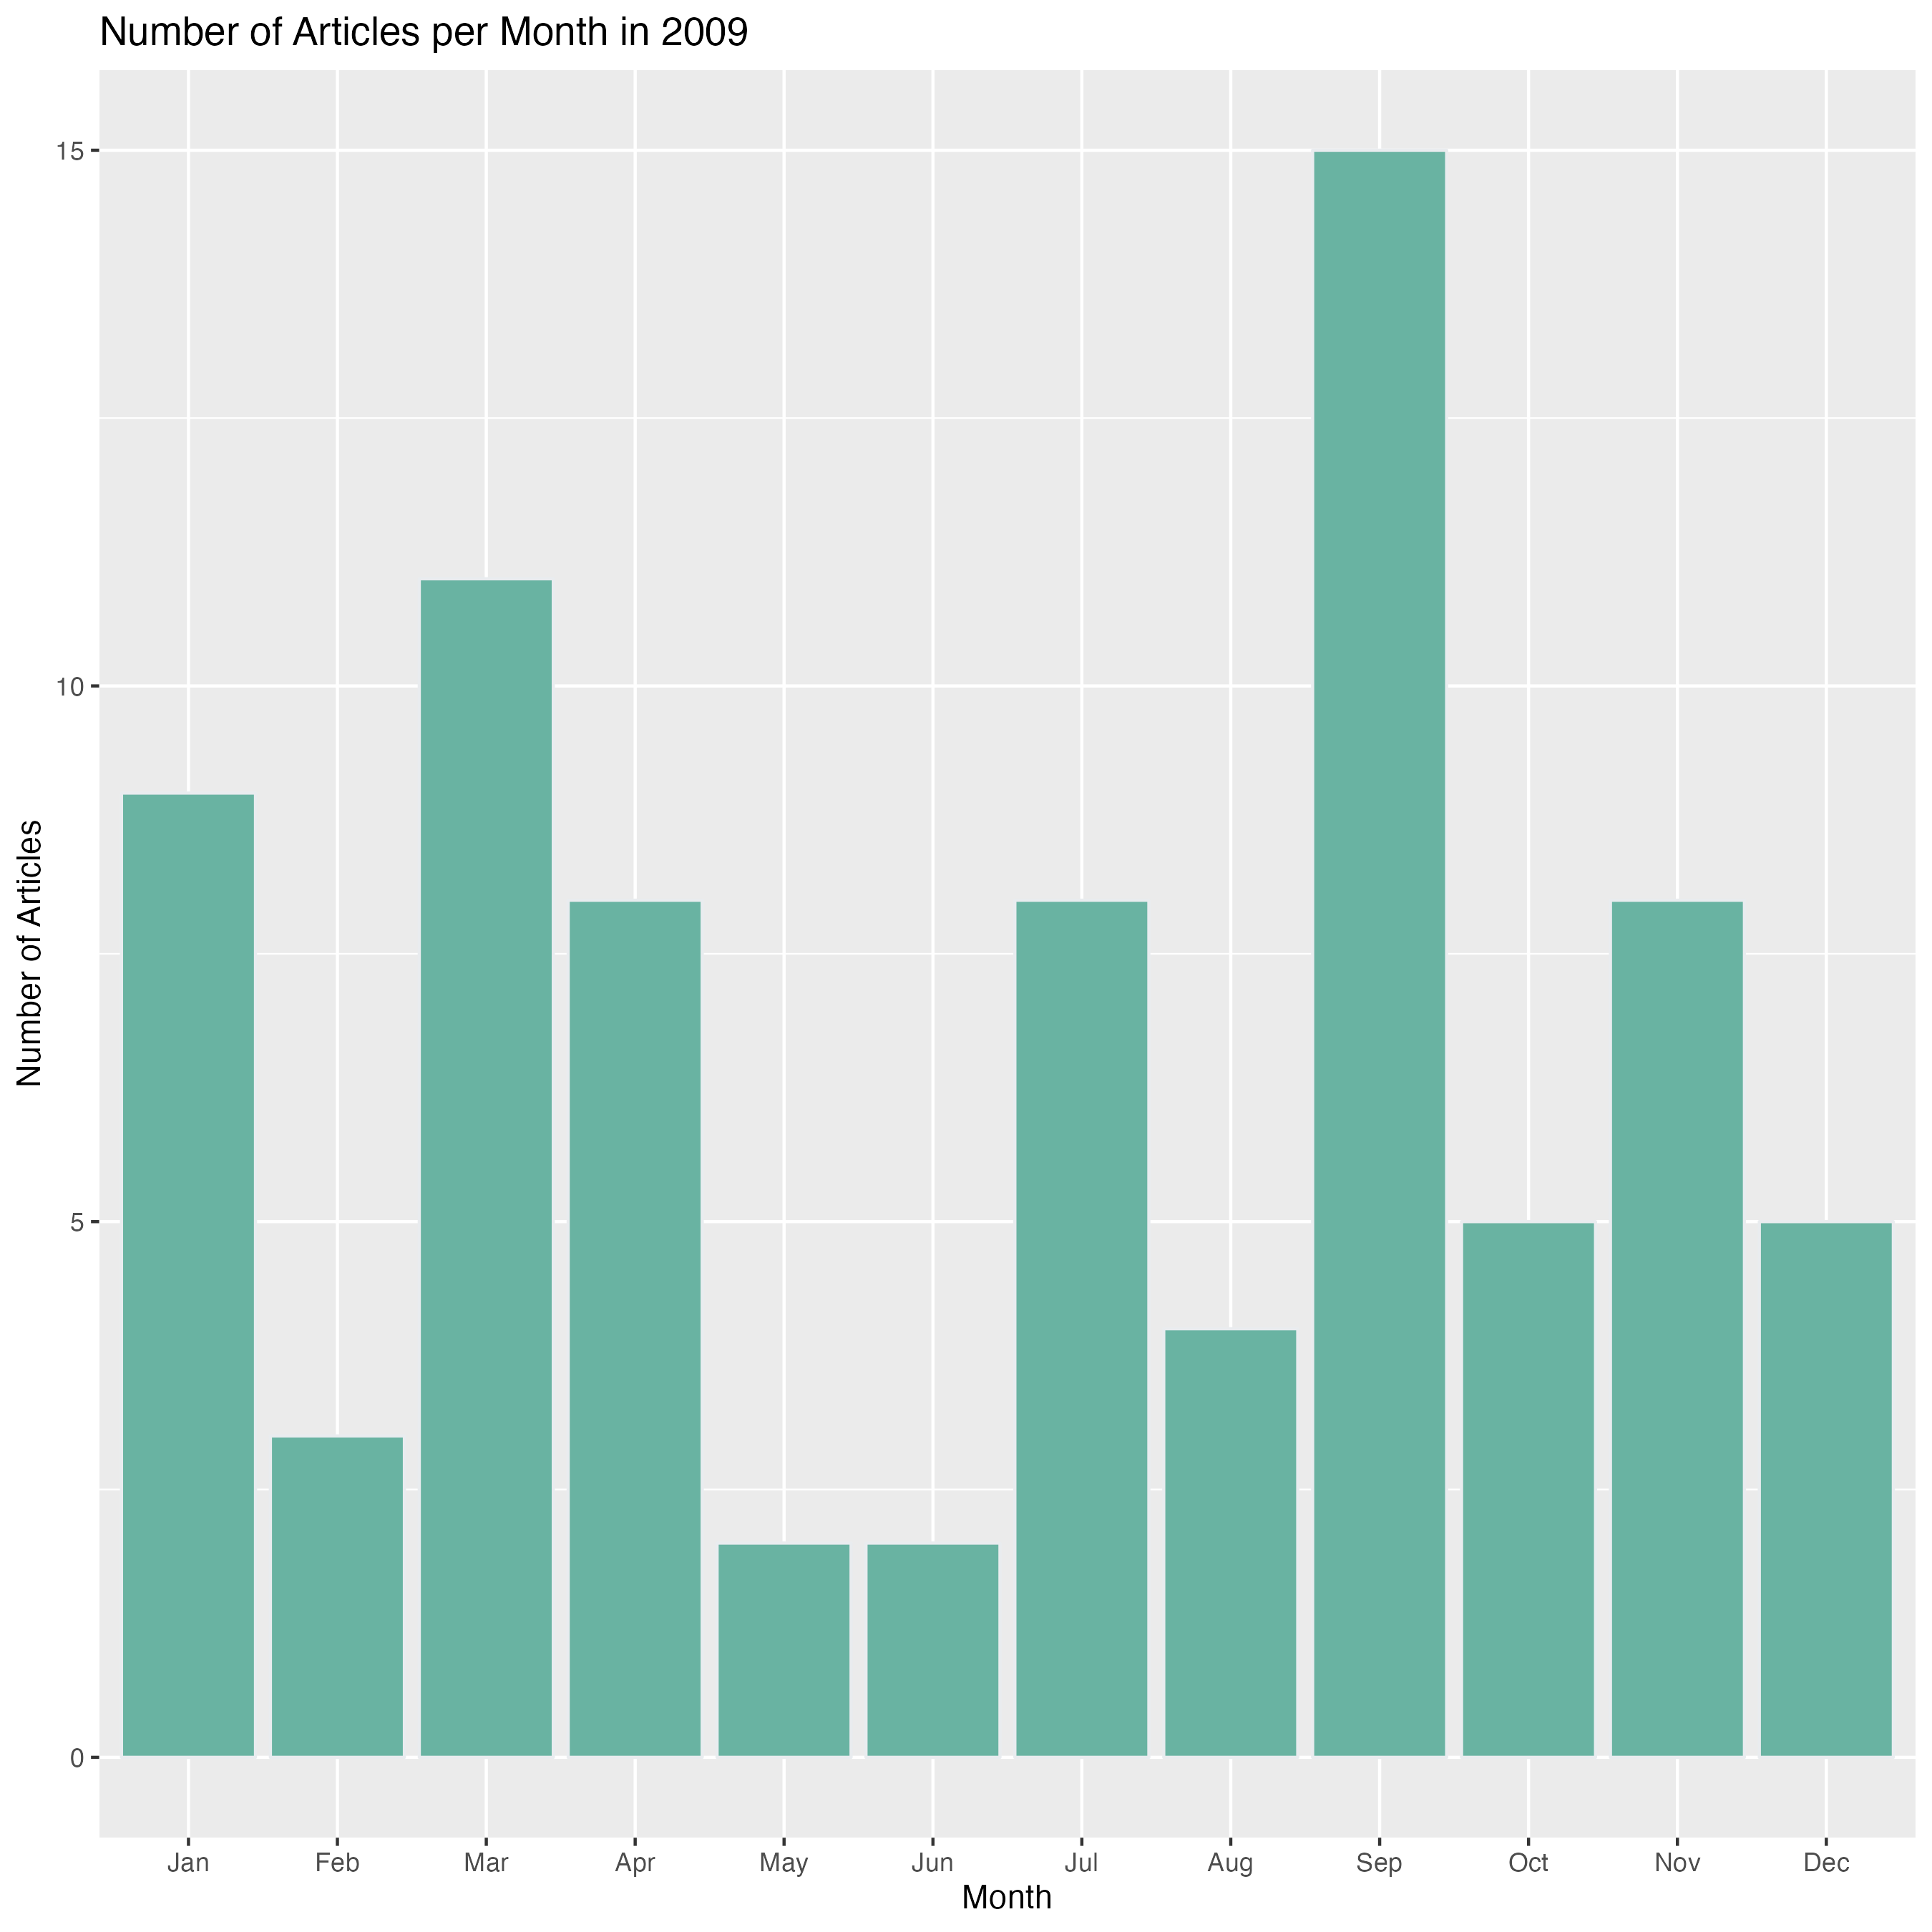 Number of Articles per Month in 2009
Number of Articles
15
10
5
0
Jan Feb Mar Apr May Jun Jul Aug Sep Oct Nov Dec
Month